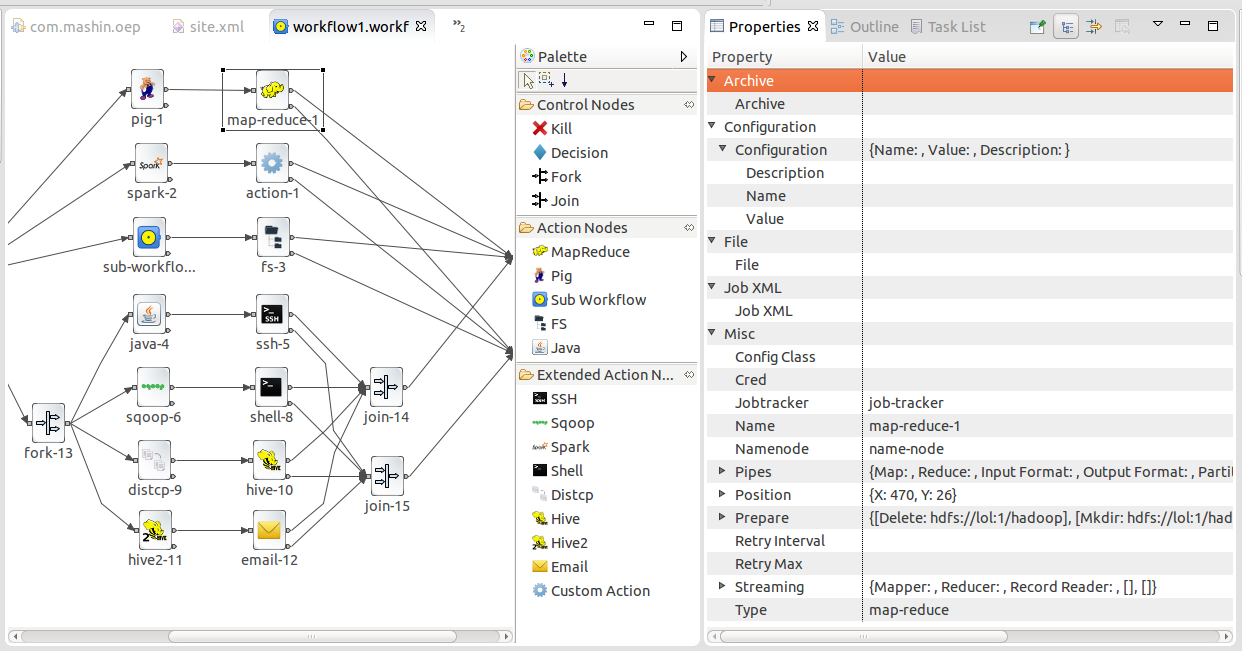 com.mashin.oep
site.xml
workflow1.workf
»2
pig-1
map-reduce-1
Spark
spark-2
action-1
sub-workflo...
fs-3
java-4
>_ SSH
ssh-5
sqoop
sqoop-6
>_
shell-8
join-14
fork-13
distcp-9
HIVE
hive-10
join-15
2 HIVE
hive2-11
email-12
Palette
Control Nodes
Kill
Decision
Fork
Join
Action Nodes
MapReduce
Pig
Sub Workflow
FS
Java
Extended Action N...
SSH
Sqoop
Spark
Shell
Distcp
Hive
Hive2
Email
Custom Action
Properties
Outline
Task List
Property Value
Archive
Archive
Configuration
Configuration {Name: , Value: , Description: }
Description
Name
Value
File
File
Job XML
Job XML
Misc
Config Class
Cred
Jobtracker job-tracker
Name map-reduce-1
Namenode name-node
Pipes {Map: , Reduce: , Input Format: , Output Format: , Parti
Position {X: 470, Y: 26}
Prepare {[Delete: hdfs://lol:1/hadoop], [Mkdir: hdfs://lol:1/had
Retry Interval
Retry Max
Streaming {Mapper: , Reducer: , Record Reader: , [], []}
Type map-reduce